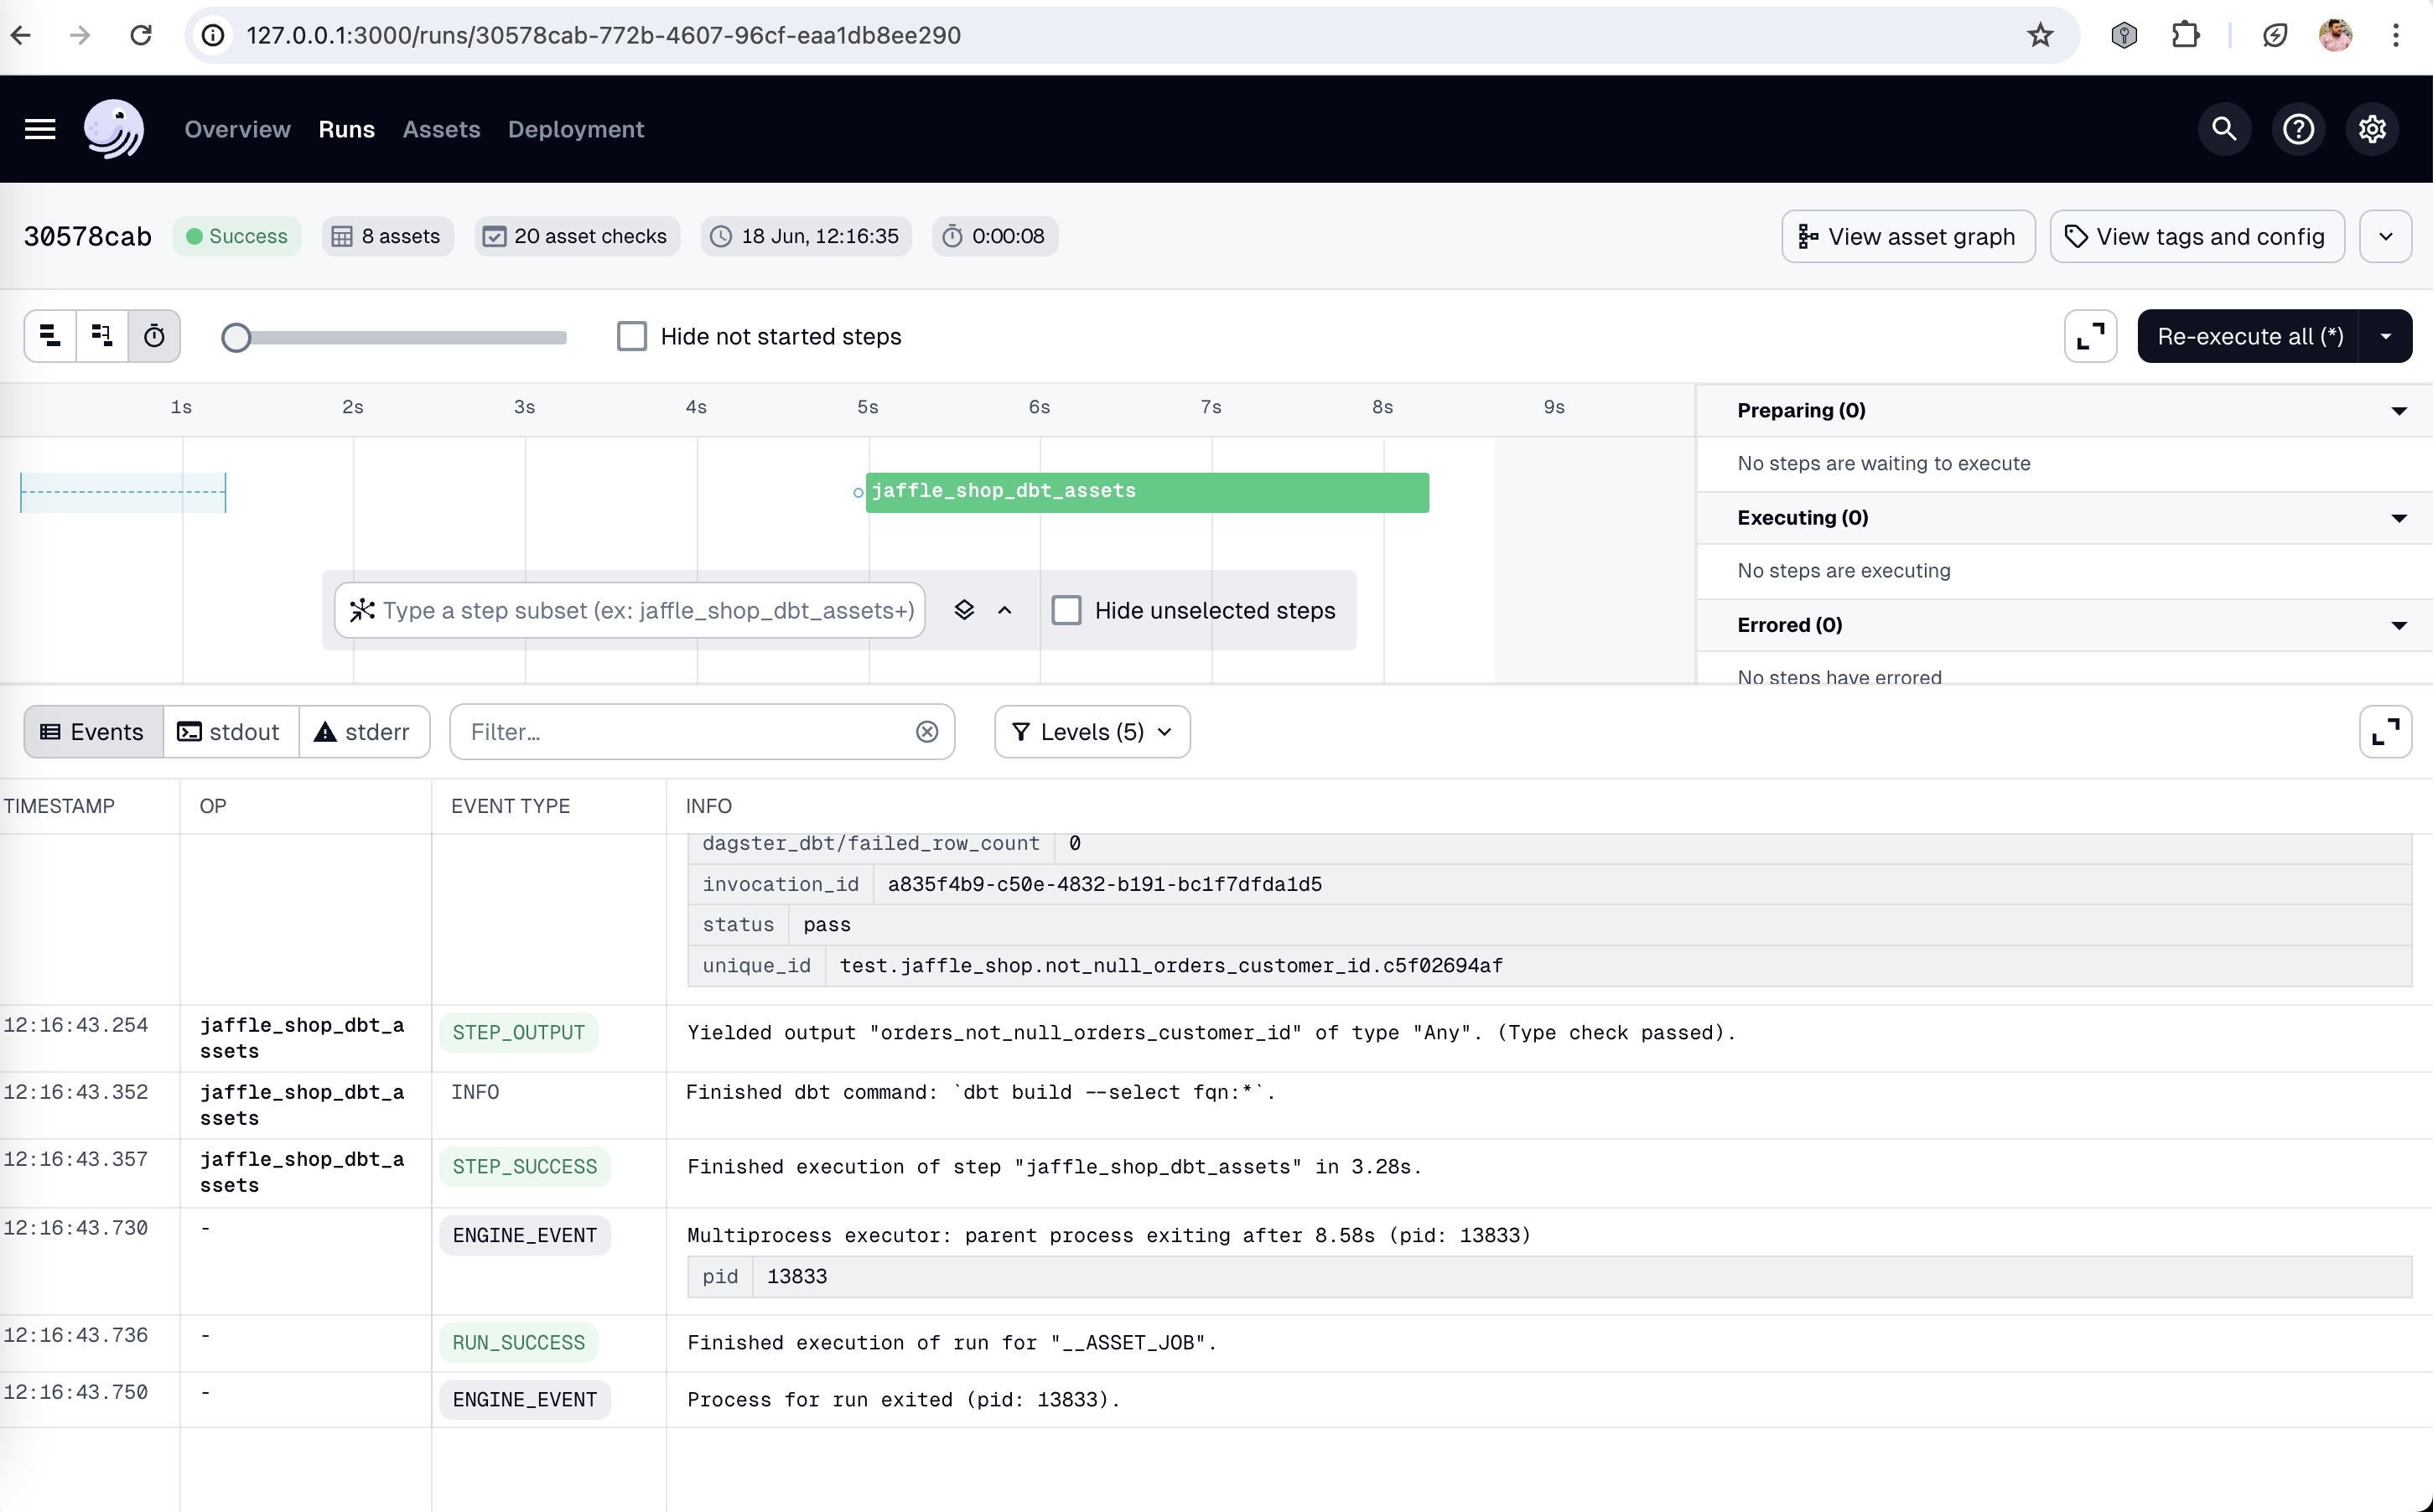 127.0.0.1:3000/runs/30578cab-772b-4607-96cf-eaa1db8ee290
Overview Runs Assets Deployment
30578cab Success 8 assets 20 asset checks 18 Jun, 12:16:35 0:00:08 View asset graph View tags and config
Hide not started steps Re-execute all (*)
1s 2s 3s 4s 5s 6s 7s 8s 9s
Preparing (0)
No steps are waiting to execute
jaffle_shop_dbt_assets
Executing (0)
No steps are executing
Type a step subset (ex: jaffle_shop_dbt_assets+) Hide unselected steps
Errored (0)
No steps have errored
Events stdout stderr Filter… Levels (5)
TIMESTAMP OP EVENT TYPE INFO
dagster_dbt/failed_row_count 0
invocation_id a835f4b9-c50e-4832-b191-bc1f7dfda1d5
status pass
unique_id test.jaffle_shop.not_null_orders_customer_id.c5f02694af
12:16:43.254 jaffle_shop_dbt_a
ssets STEP_OUTPUT Yielded output "orders_not_null_orders_customer_id" of type "Any". (Type check passed).
12:16:43.352 jaffle_shop_dbt_a
ssets INFO Finished dbt command: `dbt build --select fqn:*`.
12:16:43.357 jaffle_shop_dbt_a
ssets STEP_SUCCESS Finished execution of step "jaffle_shop_dbt_assets" in 3.28s.
12:16:43.730 - ENGINE_EVENT Multiprocess executor: parent process exiting after 8.58s (pid: 13833)
pid 13833
12:16:43.736 - RUN_SUCCESS Finished execution of run for "__ASSET_JOB".
12:16:43.750 - ENGINE_EVENT Process for run exited (pid: 13833).